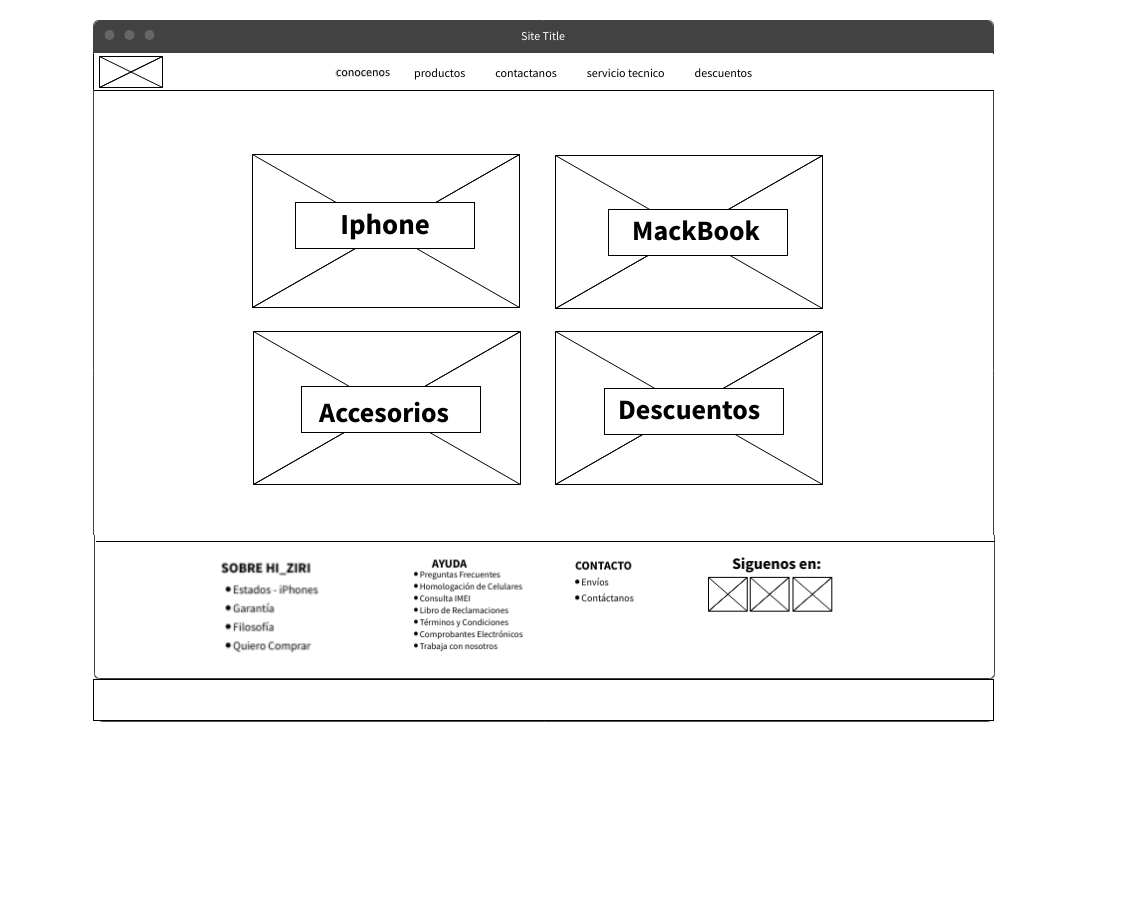 Site Title
conocenos productos contactanos servicio tecnico descuentos
Iphone
MackBook
Accesorios
Descuentos
SOBRE HI_ZIRI
• Estados - iPhones
• Garantía
• Filosofía
• Quiero Comprar
AYUDA
• Preguntas Frecuentes
• Homologación de Celulares
• Consulta IMEI
• Libro de Reclamaciones
• Términos y Condiciones
• Comprobantes Electrónicos
• Trabaja con nosotros
CONTACTO
• Envíos
• Contáctanos
Siguenos en: